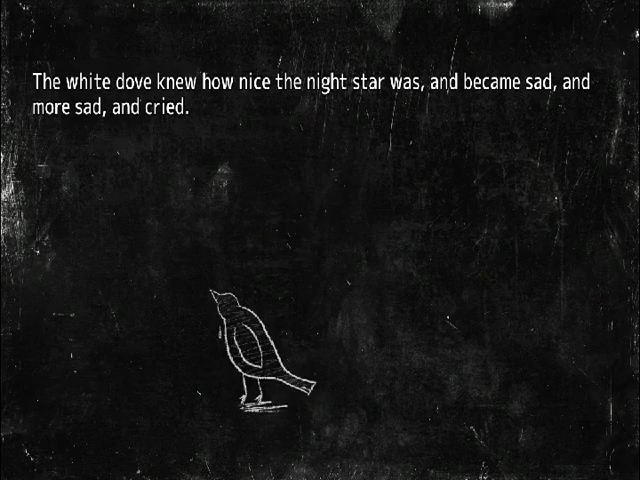 The white dove knew how nice the night star was, and became sad, and
more sad, and cried.